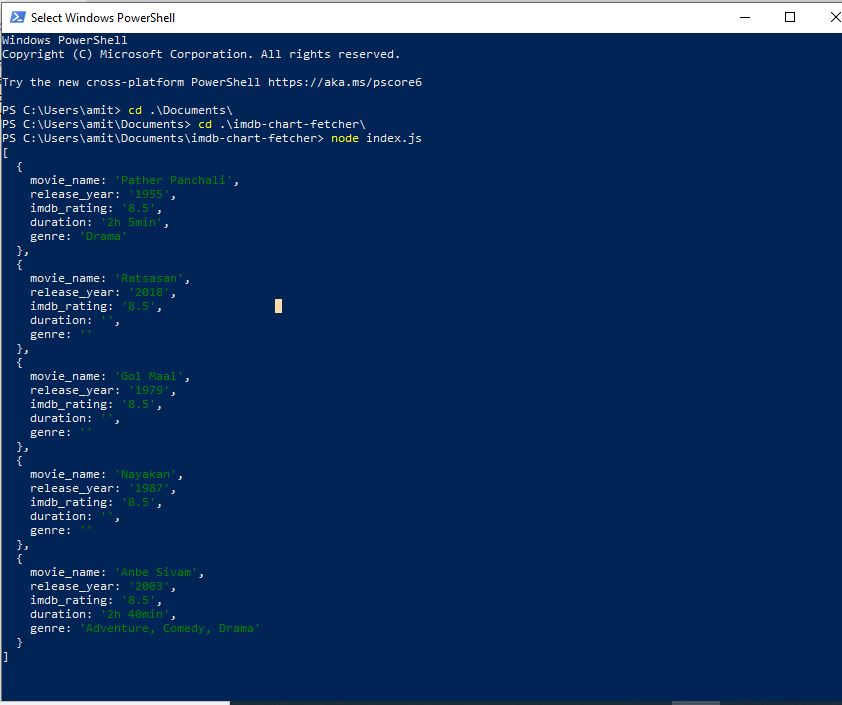 Select Windows PowerShell
Windows PowerShell
Copyright (C) Microsoft Corporation. All rights reserved.
Try the new cross-platform PowerShell https://aka.ms/pscore6
PS C:\Users\amit> cd .\Documents\
PS C:\Users\amit\Documents> cd .\imdb-chart-fetcher\
PS C:\Users\amit\Documents\imdb-chart-fetcher> node index.js
[
  {
    movie_name: 'Pather Panchali',
    release_year: '1955',
    imdb_rating: '8.5',
    duration: '2h 5min',
    genre: 'Drama'
  },
  {
    movie_name: 'Ratsasan',
    release_year: '2018',
    imdb_rating: '8.5',
    duration: '',
    genre: ''
  },
  {
    movie_name: 'Gol Maal',
    release_year: '1979',
    imdb_rating: '8.5',
    duration: '',
    genre: ''
  },
  {
    movie_name: 'Nayakan',
    release_year: '1987',
    imdb_rating: '8.5',
    duration: '',
    genre: ''
  },
  {
    movie_name: 'Anbe Sivam',
    release_year: '2003',
    imdb_rating: '8.5',
    duration: '2h 40min',
    genre: 'Adventure, Comedy, Drama'
  }
]